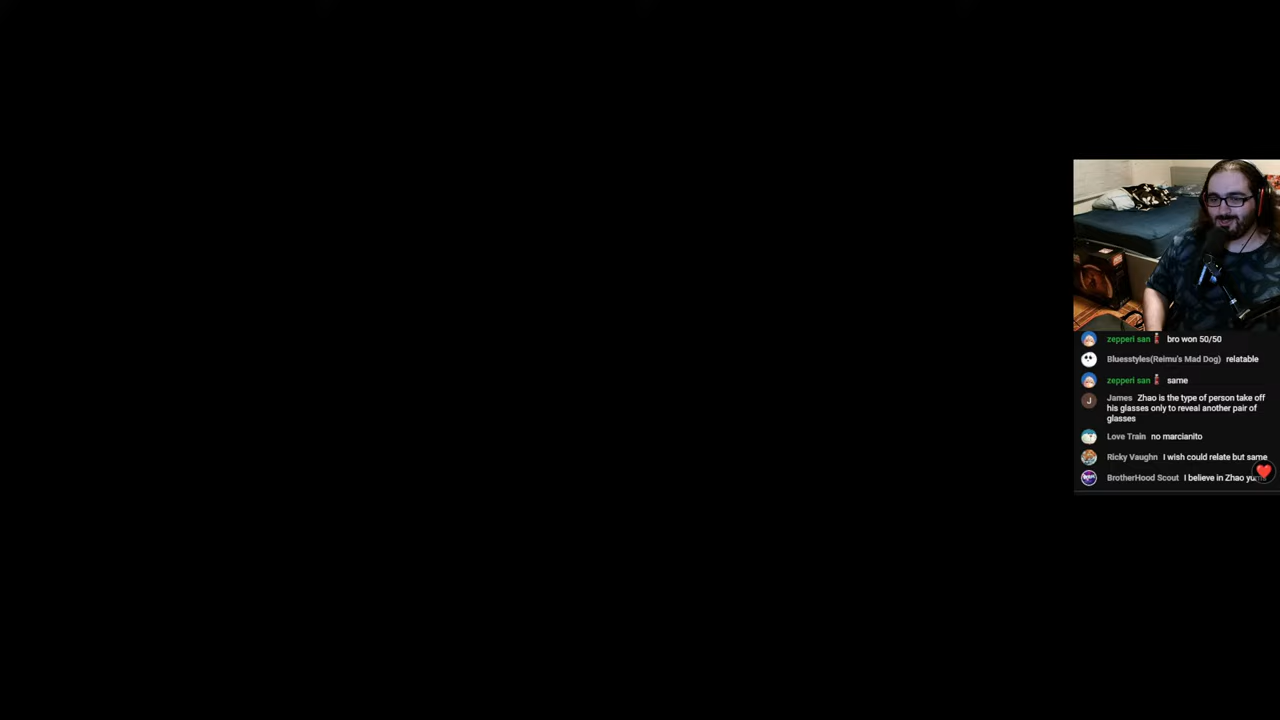 zepperi san bro won 50/50
Bluesstyles(Reimu's Mad Dog) relatable
zepperi san same
J James Zhao is the type of person take off
his glasses only to reveal another pair of
glasses
Love Train no marcianito
Ricky Vaughn I wish could relate but same
BrotherHood Scout I believe in Zhao